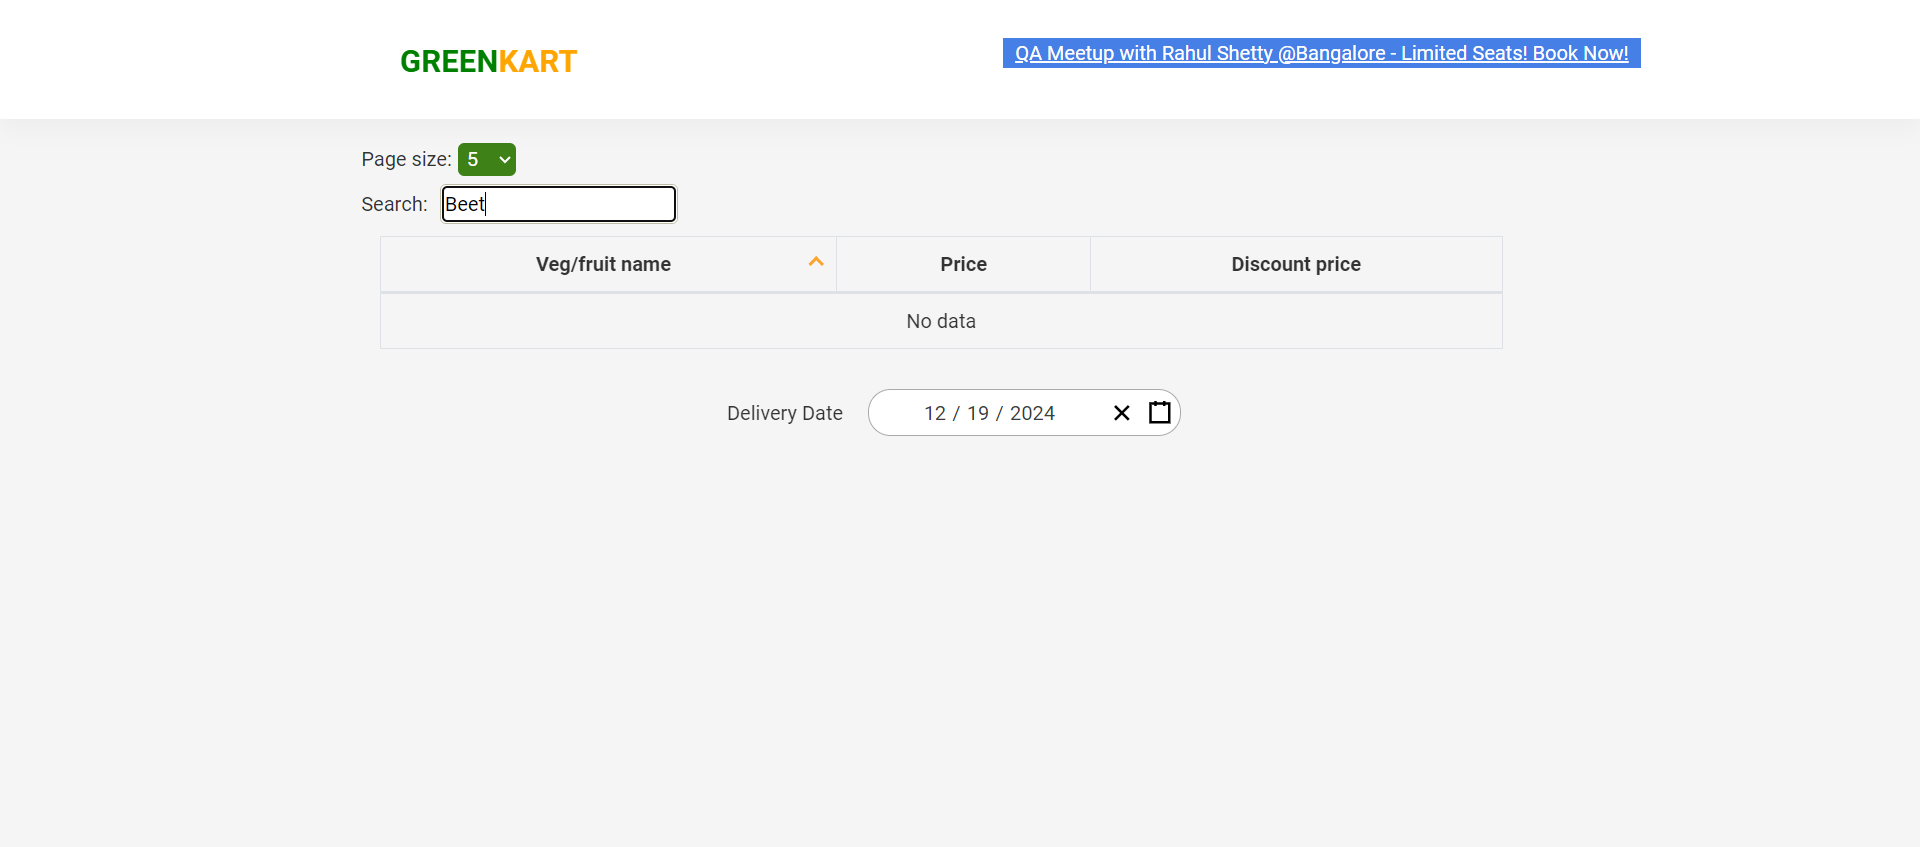 GREENKART
QA Meetup with Rahul Shetty @Bangalore - Limited Seats! Book Now!
Page size: 5
Search: Beet
Veg/fruit name Price Discount price
No data
Delivery Date 12 / 19 / 2024